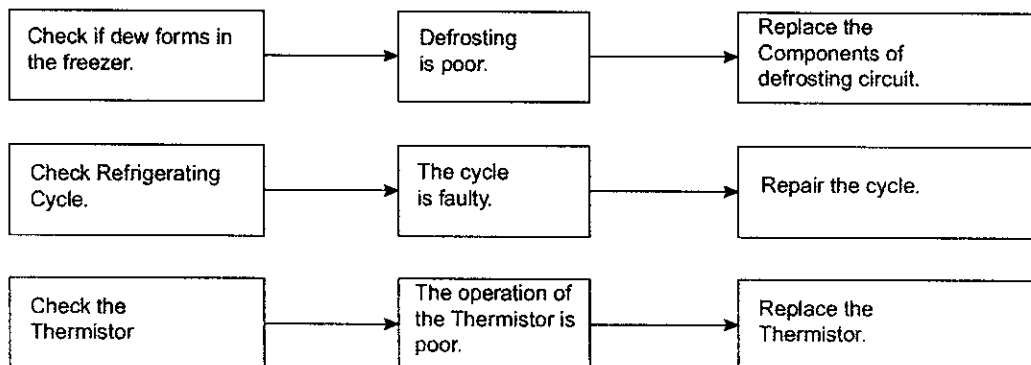 Check if dew forms in
the freezer.
Defrosting
is poor.
Replace the
Components of
defrosting circuit.
Check Refrigerating
Cycle.
The cycle
is faulty.
Repair the cycle.
Check the
Thermistor
The operation of
the Thermistor is
poor.
Replace the
Thermistor.